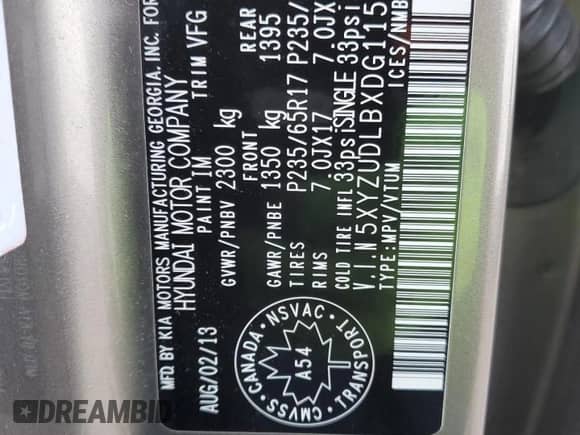 MFD BY KIA MOTORS MANUFACTURING GEORGIA, INC. FOR
HYUNDAI MOTOR COMPANY
AUG/02/13 PAINT IM TRIM VFG
GVWR/PNBV 2300 kg
FRONT REAR
GAWR/PNBE 1350 kg 1395
TIRES P235/65R17 P235/
RIMS 7.0JX17 7.0JX
COLD TIRE INFL 33psiSINGLE 33psi
V.I.N 5XYZUDLBXDG115
TYPE:MPV/VTUM ICES/NMB
CANADA · NSVAC · TRANSPORT · CMVSS
A54
DREAMBID